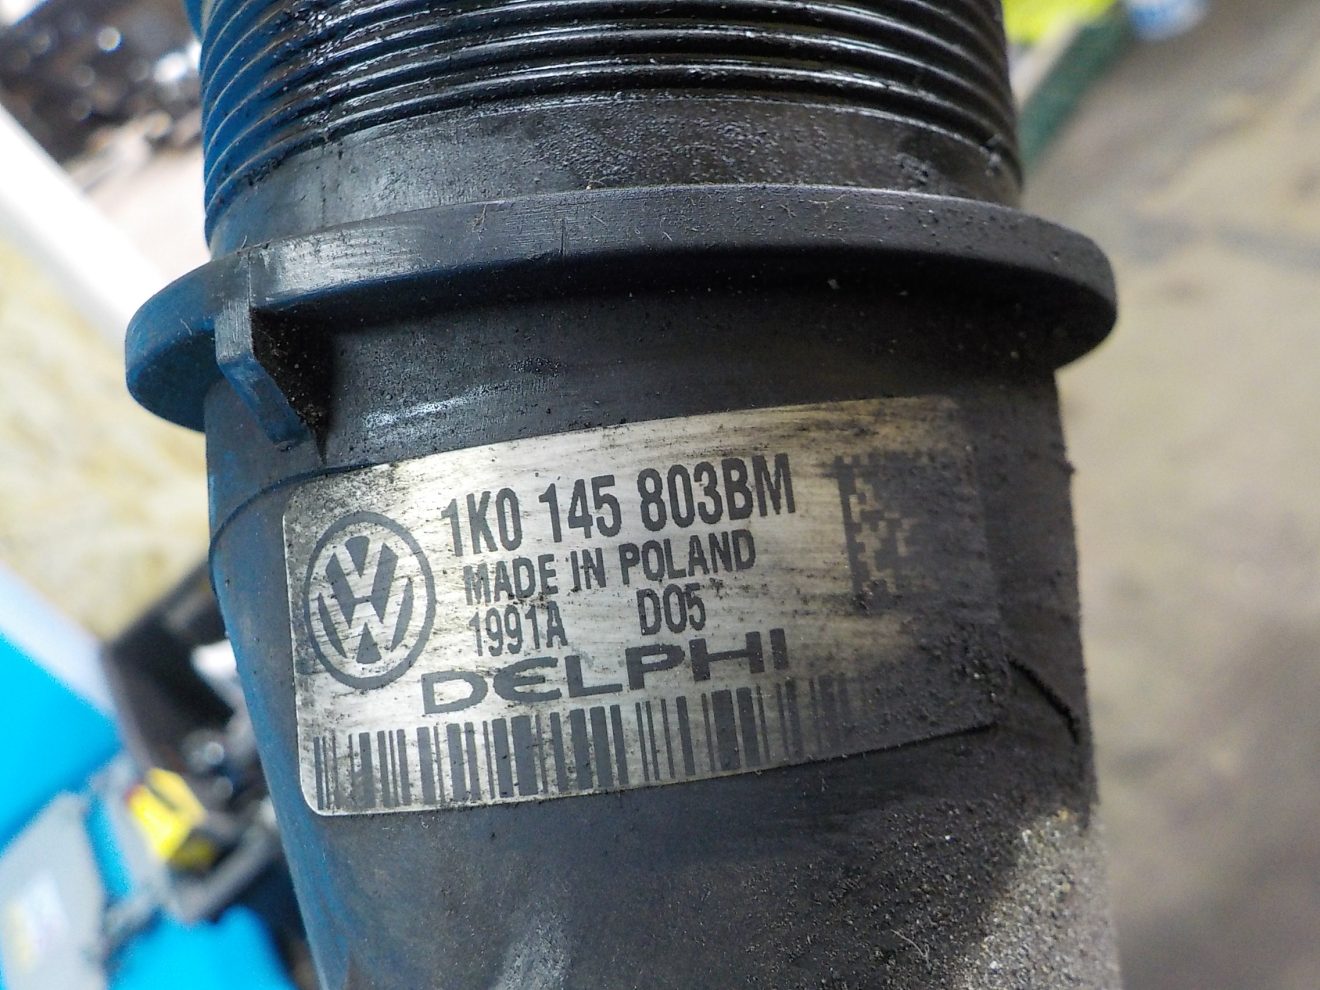 1K0 145 803BM
MADE IN POLAND
1991A D05
DELPHI